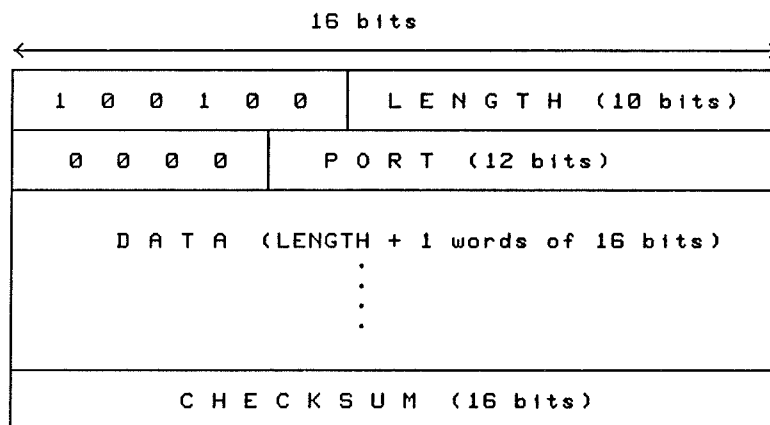 16 bits
1 0 0 1 0 0 L E N G T H (10 bits)
0 0 0 0 P O R T (12 bits)
D A T A (LENGTH + 1 words of 16 bits)
C H E C K S U M (16 bits)